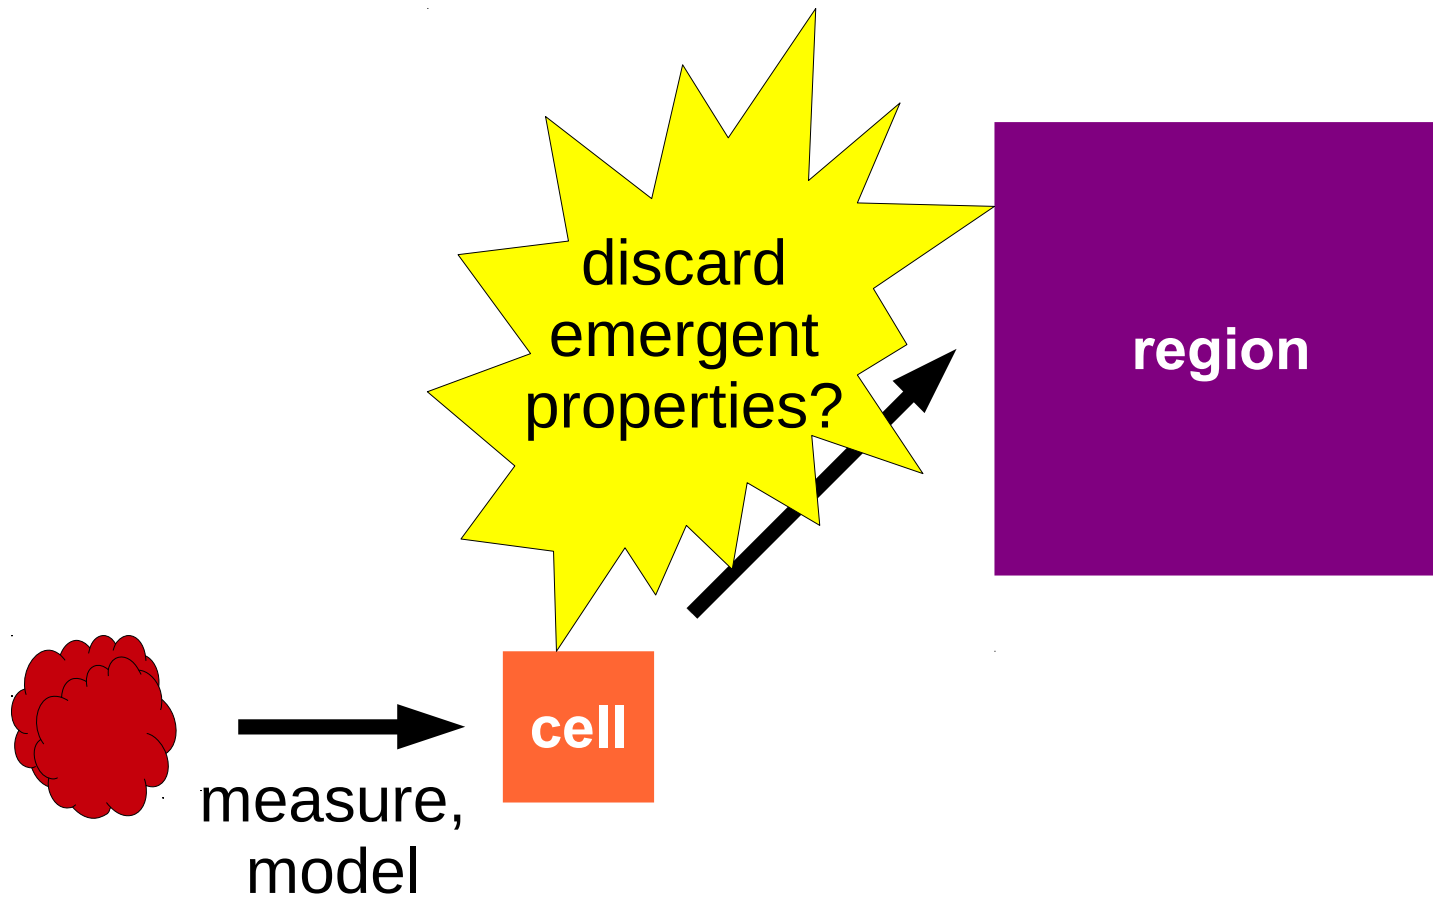 discard
emergent
properties?
region
cell
measure,
model